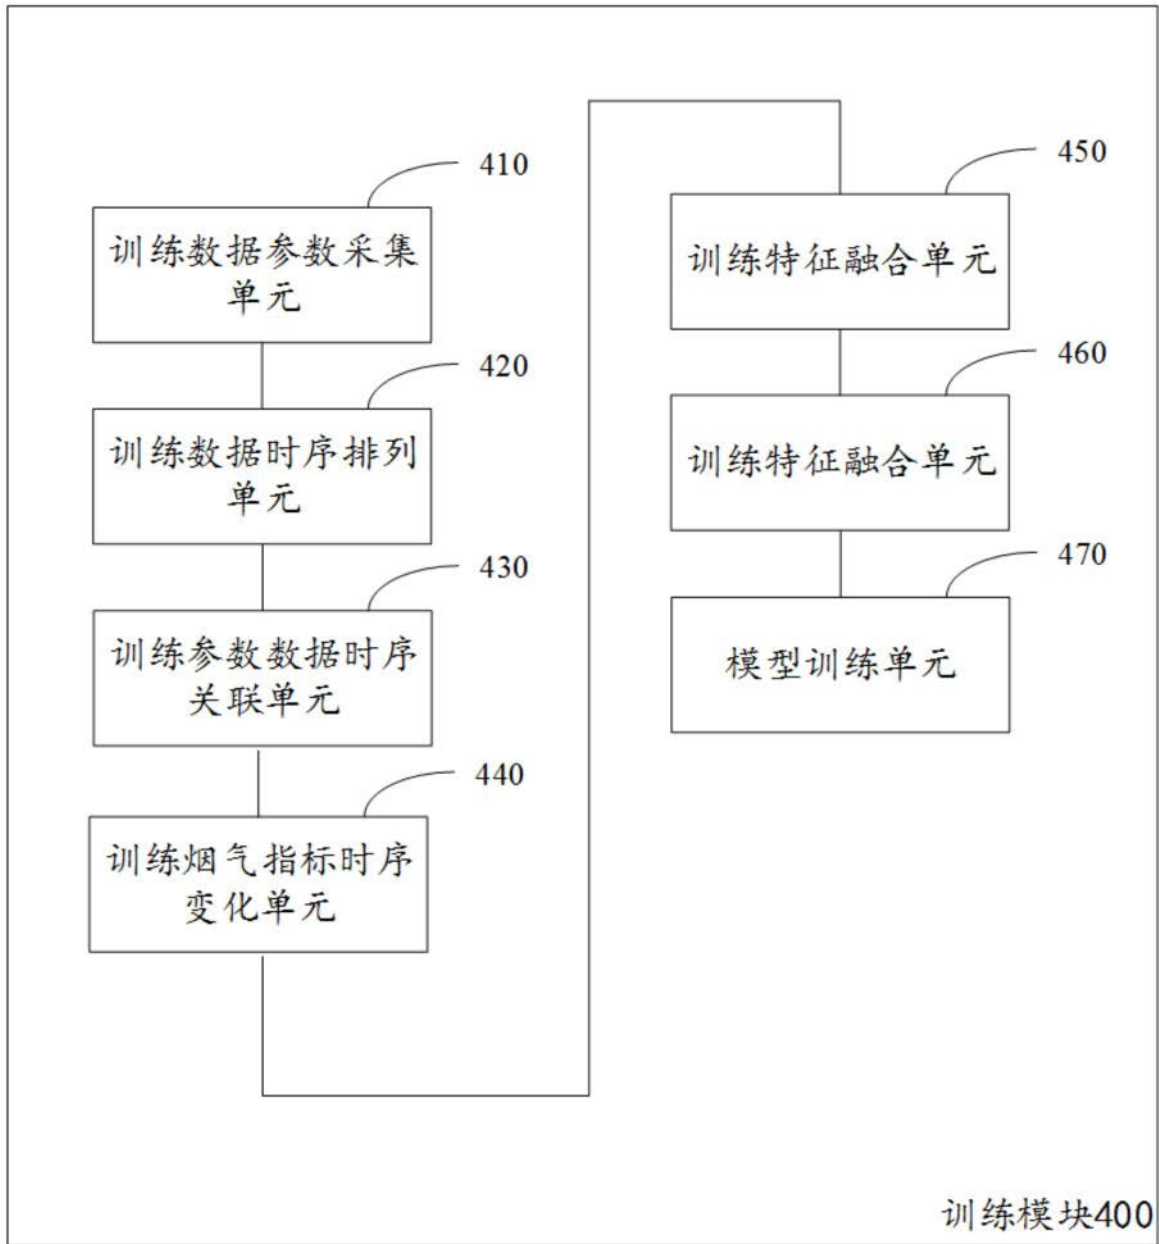 410
训练数据参数采集
单元
420
训练数据时序排列
单元
430
训练参数数据时序
关联单元
440
训练烟气指标时序
变化单元
450
训练特征融合单元
460
训练特征融合单元
470
模型训练单元
训练模块400